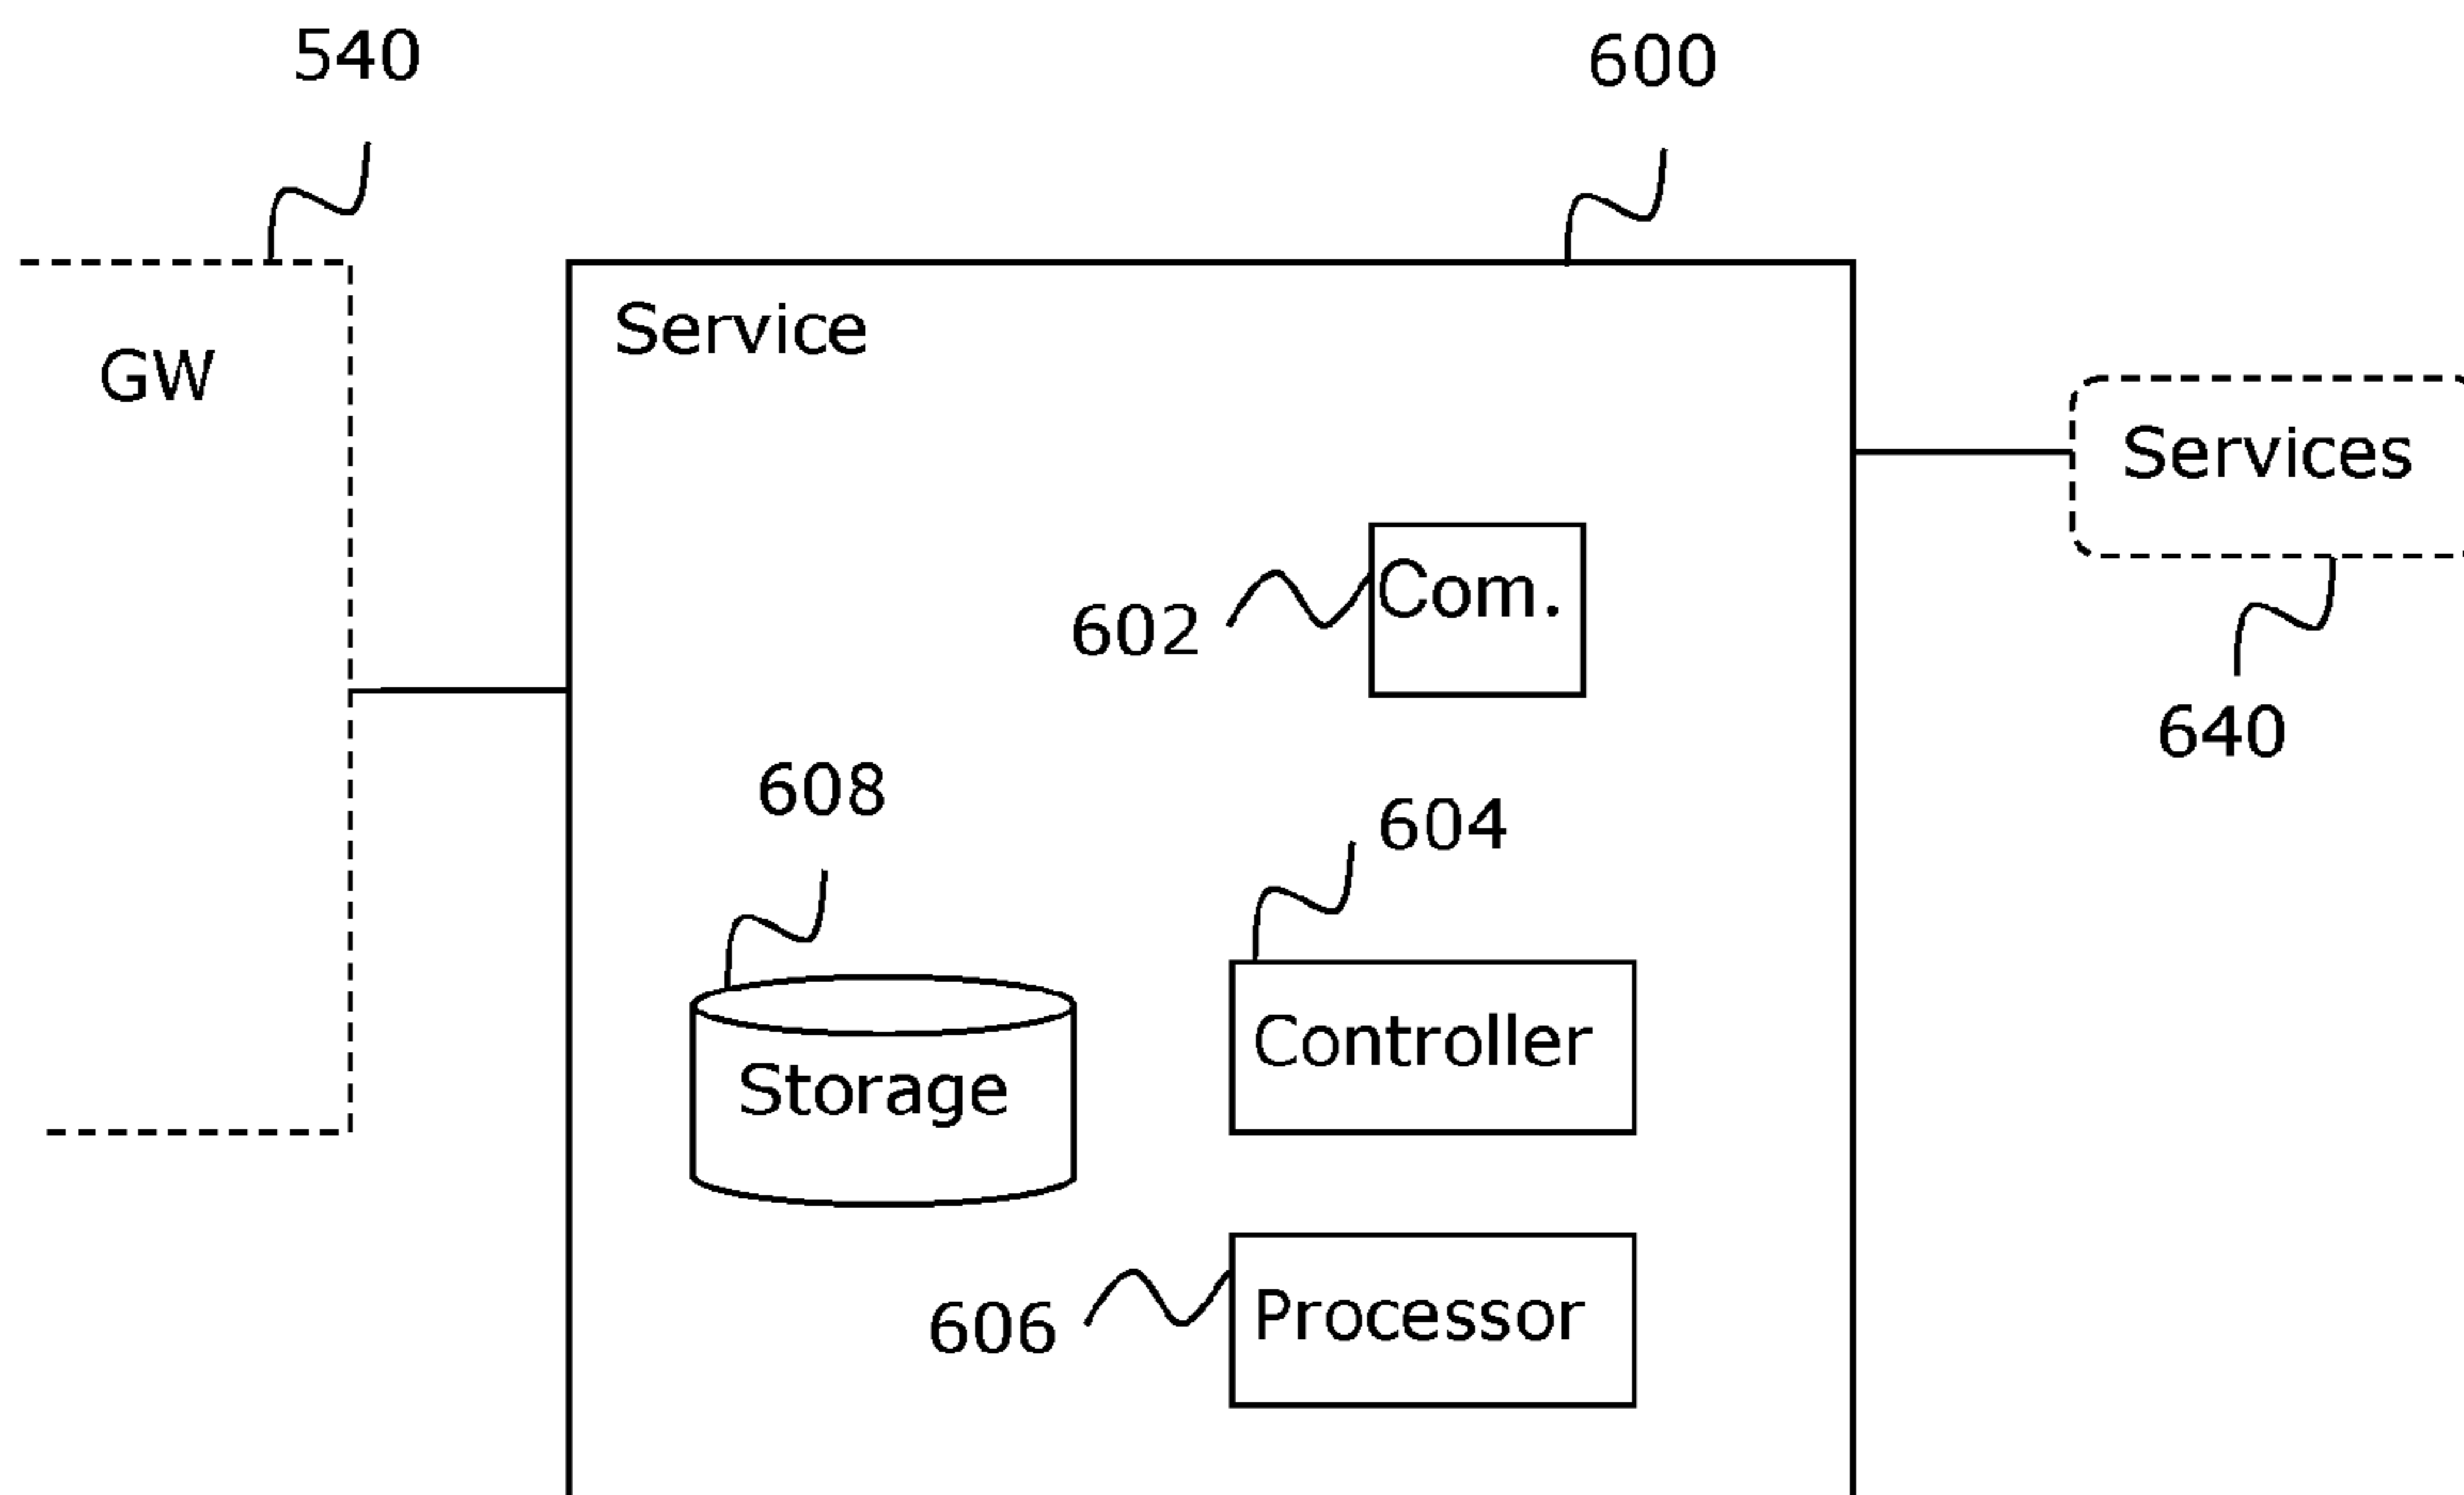 540
600
Service
GW
Services
Com.
602
640
608
604
Controller
Storage
Processor
606